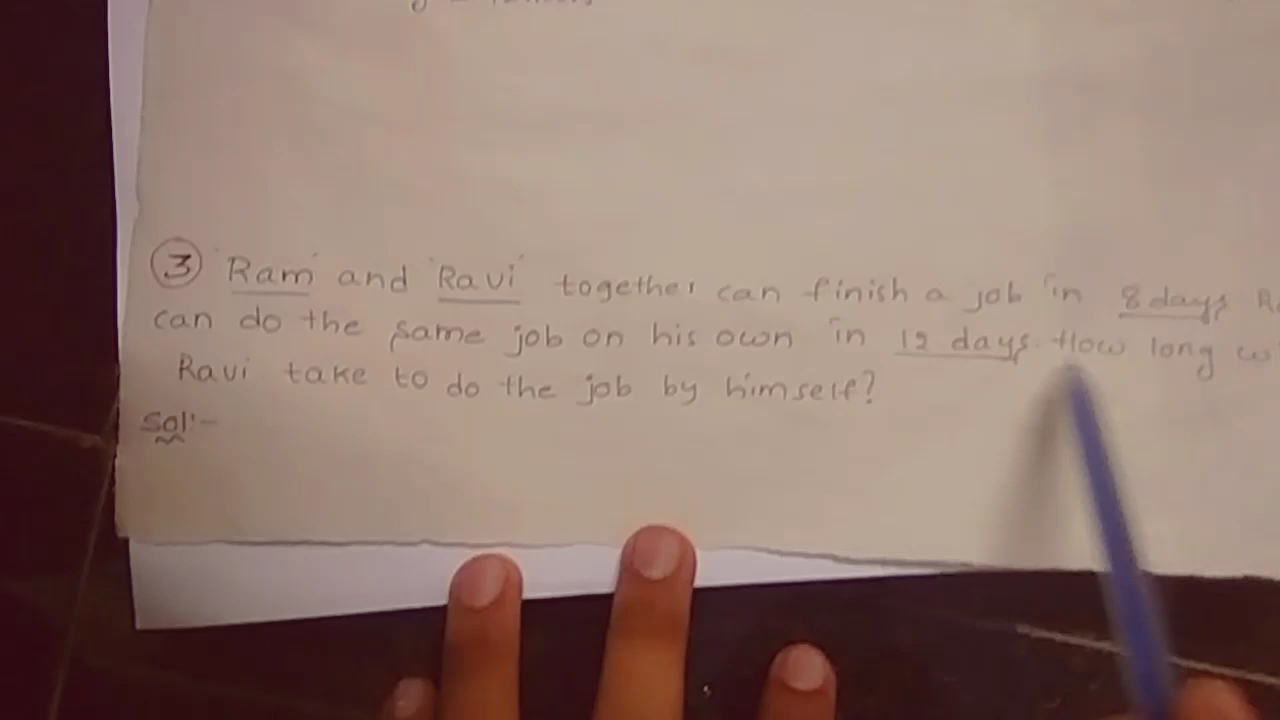 ③ Ram and Ravi together can finish a job in 8 days
can do the same job on his own in 12 days. How long
Ravi take to do the job by himself?
Sol:-